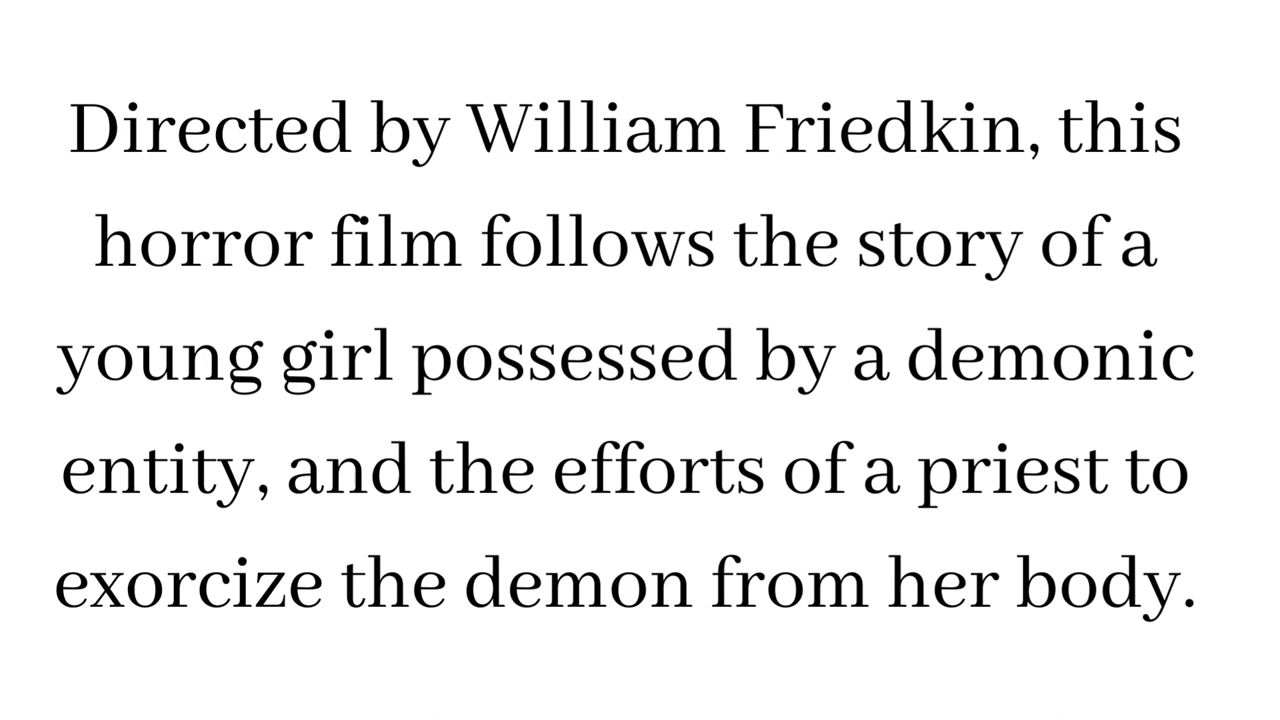 Directed by William Friedkin, this
horror film follows the story of a
young girl possessed by a demonic
entity, and the efforts of a priest to
exorcize the demon from her body.